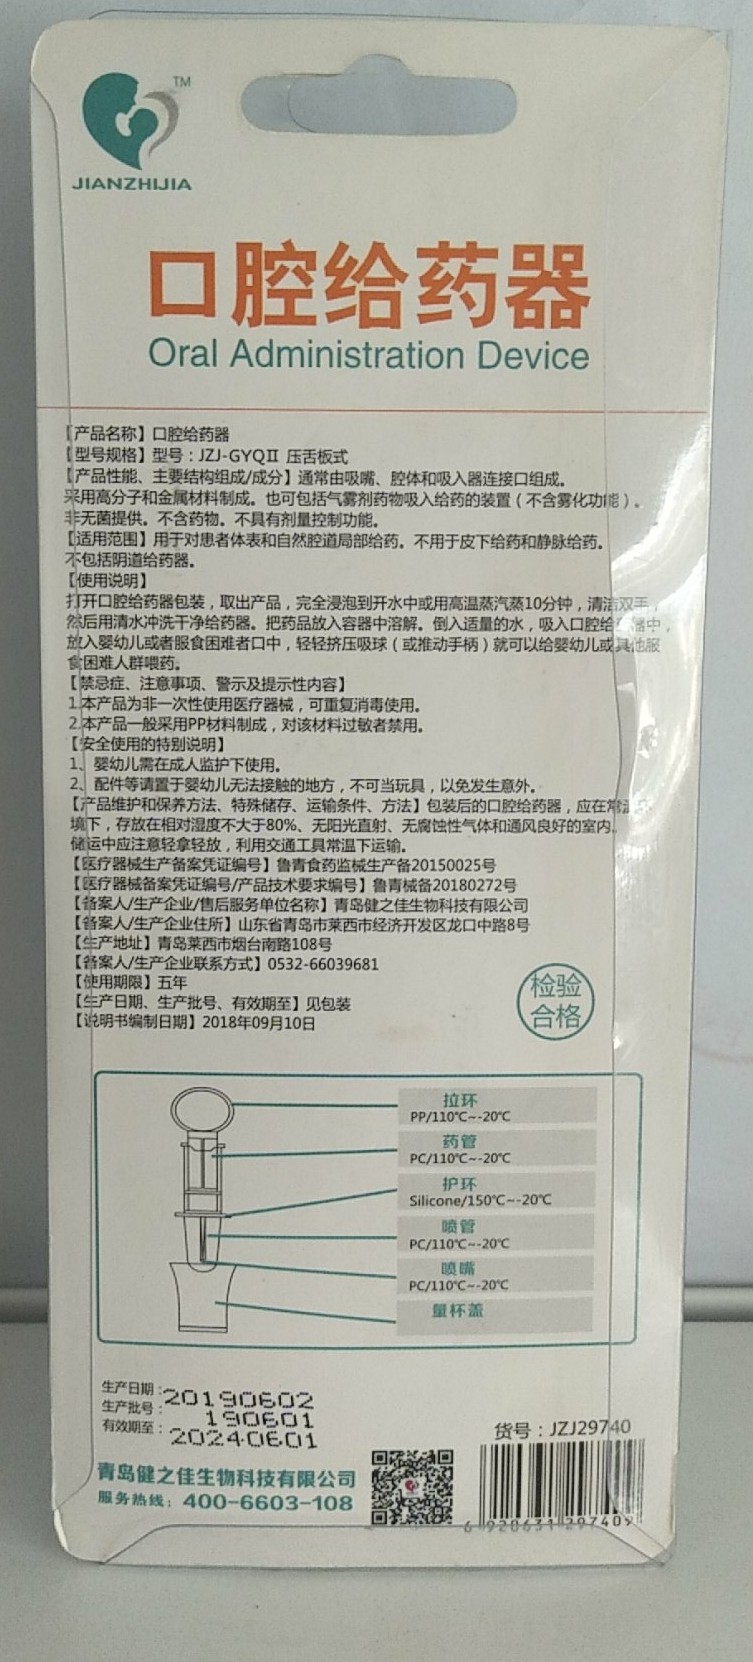 TM
JIANZHIJIA
口腔给药器
Oral Administration Device
【产品名称】口腔给药器
【型号规格】型号：JZJ-GYQⅡ 压舌板式
【产品性能、主要结构组成/成分】通常由吸嘴、腔体和吸入器连接口组成。
采用高分子和金属材料制成。也可包括气雾剂药物吸入给药的装置（不含雾化功能）。
非无菌提供。不含药物。不具有剂量控制功能。
【适用范围】用于对患者体表和自然腔道局部给药。不用于皮下给药和静脉给药。
不包括阴道给药器。
【使用说明】
打开口腔给药器包装，取出产品，完全浸泡到开水中或用高温蒸汽蒸10分钟，清洁双手，
然后用清水冲洗干净给药器。把药品放入容器中溶解。倒入适量的水，吸入口腔给药器中，
放入婴幼儿或者服食困难者口中，轻轻挤压吸球（或推动手柄）就可以给婴幼儿或其他服
食困难人群喂药。
【禁忌症、注意事项、警示及提示性内容】
1.本产品为非一次性使用医疗器械，可重复消毒使用。
2.本产品一般采用PP材料制成，对该材料过敏者禁用。
【安全使用的特别说明】
1、婴幼儿需在成人监护下使用。
2、配件等请置于婴幼儿无法接触的地方，不可当玩具，以免发生意外。
【产品维护和保养方法、特殊储存、运输条件、方法】包装后的口腔给药器，应在常温环
境下，存放在相对湿度不大于80%、无阳光直射、无腐蚀性气体和通风良好的室内。
储运中应注意轻拿轻放，利用交通工具常温下运输。
【医疗器械生产备案凭证编号】鲁青食药监械生产备20150025号
【医疗器械备案凭证编号/产品技术要求编号】鲁青械备20180272号
【备案人/生产企业/售后服务单位名称】青岛健之佳生物科技有限公司
【备案人/生产企业住所】山东省青岛市莱西市经济开发区龙口中路8号
【生产地址】青岛莱西市烟台南路108号
【备案人/生产企业联系方式】0532-66039681
【使用期限】五年
【生产日期、生产批号、有效期至】见包装
【说明书编制日期】2018年09月10日
检验
合格
拉环
PP/110℃~-20℃
药管
PC/110℃~-20℃
护环
Silicone/150℃~-20℃
喷管
PC/110℃~-20℃
喷嘴
PC/110℃~-20℃
量杯盖
生产日期：20190602
生产批号：190601
有效期至：20240601
货号：JZJ29740
青岛健之佳生物科技有限公司
服务热线：400-6603-108
6 920631 297409